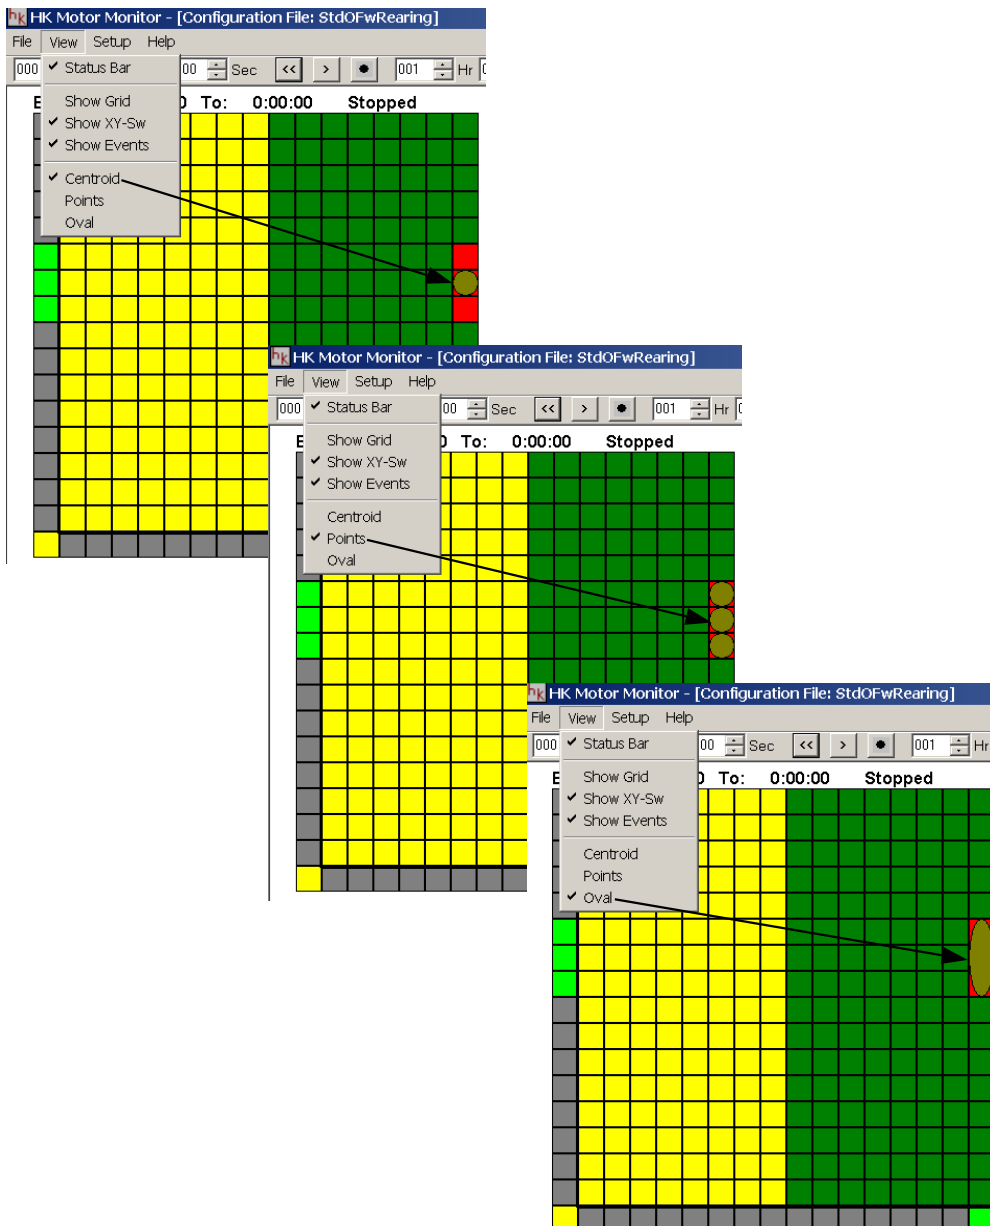 hk HK Motor Monitor - [Configuration File: StdOFwRearing]
File View Setup Help
000 00 Sec << > 001 Hr
Status Bar
To: 0:00:00 Stopped
Show Grid
Show XY-Sw
Show Events
Centroid
Points
Oval
hk HK Motor Monitor - [Configuration File: StdOFwRearing]
File View Setup Help
000 00 Sec << > 001 Hr
Status Bar
To: 0:00:00 Stopped
Show Grid
Show XY-Sw
Show Events
Centroid
Points
Oval
hk HK Motor Monitor - [Configuration File: StdOFwRearing]
File View Setup Help
000 00 Sec << > 001 Hr
Status Bar
To: 0:00:00 Stopped
Show Grid
Show XY-Sw
Show Events
Centroid
Points
Oval